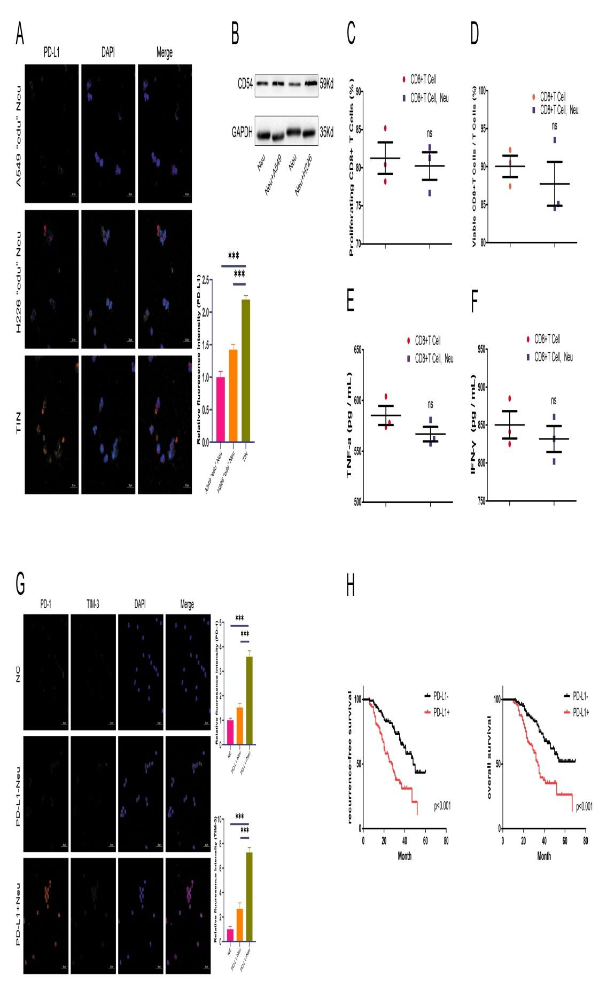 A
PD-L1
DAPI
Merge
A549 "edu" Neu
H226 "edu" Neu
TIN
Relative fluoresence intensity (PD-L1)
2.5
2.0
1.5
1.0
0.5
0.0
***
***
A549 "edu" Neu
H226 "edu" Neu
TIN
B
CD54
59Kd
GAPDH
35Kd
Neu
Neu+A549
Neu
Neu+H226
C
CD8+T Cell
CD8+T Cell, Neu
Proliferating CD8+ T Cells (%)
90
85
80
75
70
ns
D
CD8+T Cell
CD8+T Cell, Neu
Viable CD8+T Cells / T Cells (%)
100
95
90
85
80
ns
E
CD8+T Cell
CD8+T Cell, Neu
TNF-a (pg / mL)
650
600
550
500
ns
F
CD8+T Cell
CD8+T Cell, Neu
IFN-γ (pg / mL)
950
900
850
800
750
ns
G
PD-1
TIM-3
DAPI
Merge
NC
PD-L1-Neu
PD-L1+Neu
Relative fluoresence intensity (PD-1)
5
4
3
2
1
0
***
***
NC
PD-L1-Neu
PD-L1+Neu
Relative fluoresence intensity (TIM-3)
10
8
6
4
2
0
***
***
NC
PD-L1-Neu
PD-L1+Neu
H
recurrence-free survival
100
50
0
PD-L1-
PD-L1+
p<0.001
0 20 40 60 80
Month
overall survival
100
50
0
PD-L1-
PD-L1+
p<0.001
0 20 40 60 80
Month